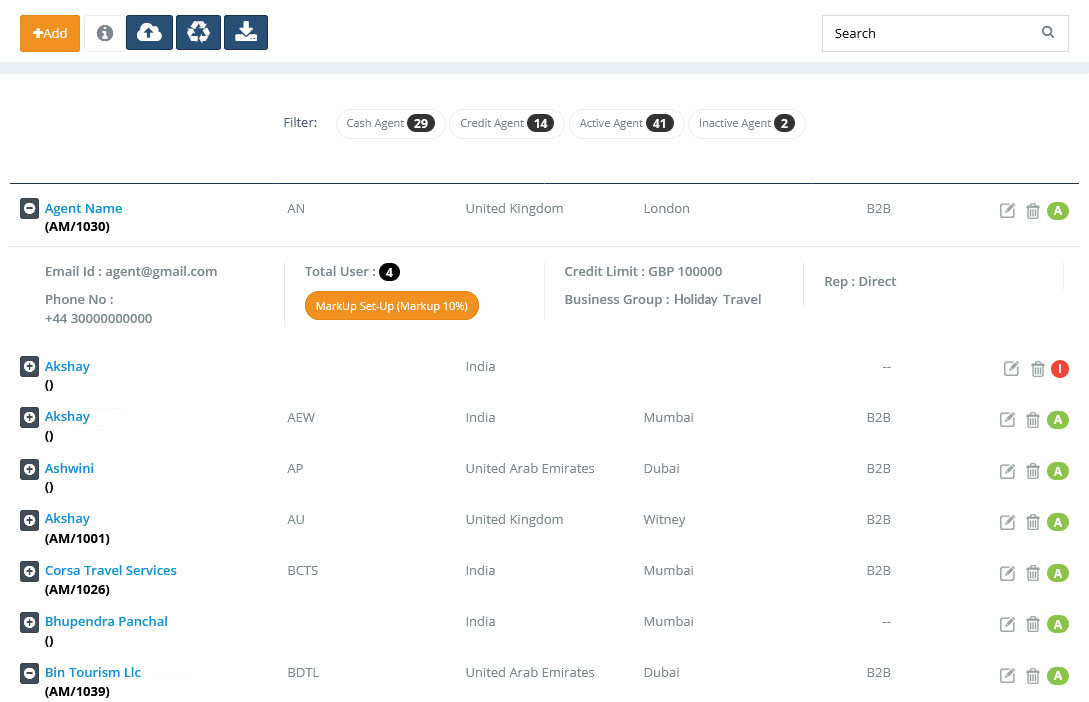 Add
Search
Filter: Cash Agent 29 Credit Agent 14 Active Agent 41 Inactive Agent 2
Agent Name AN United Kingdom London B2B A
(AM/1030)
Email Id : agent@gmail.com Total User : 4 Credit Limit : GBP 100000 Rep : Direct
Phone No : MarkUp Set-Up (Markup 10%) Business Group : Holiday Travel
+44 30000000000
Akshay India -- I
()
Akshay AEW India Mumbai B2B A
()
Ashwini AP United Arab Emirates Dubai B2B A
()
Akshay AU United Kingdom Witney B2B A
(AM/1001)
Corsa Travel Services BCTS India Mumbai B2B A
(AM/1026)
Bhupendra Panchal India Mumbai -- A
()
Bin Tourism Llc BDTL United Arab Emirates Dubai B2B A
(AM/1039)